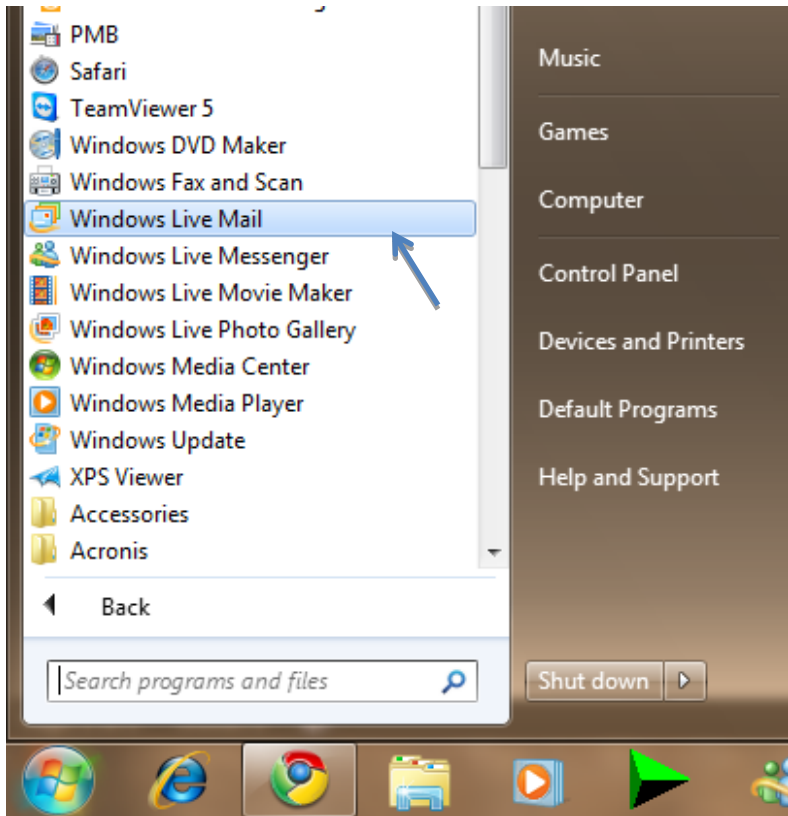 PMB
Safari
TeamViewer 5
Windows DVD Maker
Windows Fax and Scan
Windows Live Mail
Windows Live Messenger
Windows Live Movie Maker
Windows Live Photo Gallery
Windows Media Center
Windows Media Player
Windows Update
XPS Viewer
Accessories
Acronis
Back
Search programs and files
Music
Games
Computer
Control Panel
Devices and Printers
Default Programs
Help and Support
Shut down